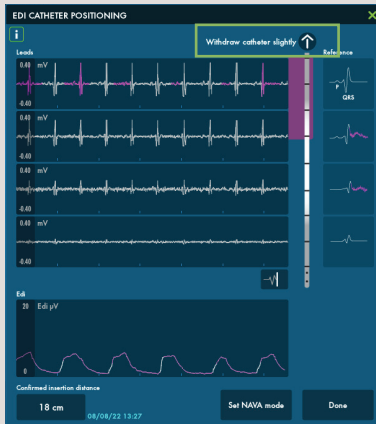 EDI CATHETER POSITIONING
i
Withdraw catheter slightly
Leads
Reference
0.40 mV
-0.40
P
QRS
0.40 mV
-0.40
0.40 mV
-0.40
0.40 mV
-0.40
Edi
20 Edi µV
0
Confirmed insertion distance
18 cm
08/08/22 13:27
Set NAVA mode
Done